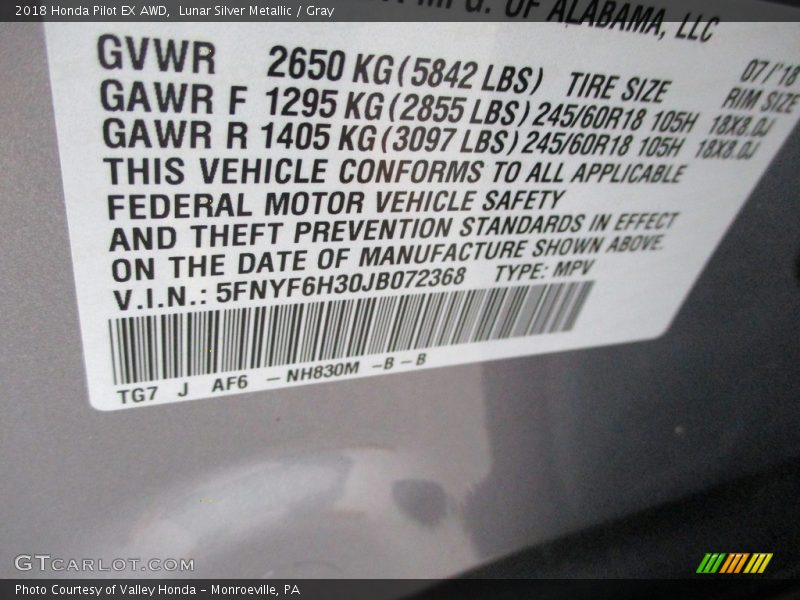 2018 Honda Pilot EX AWD,  Lunar Silver Metallic / Gray
MFG. OF ALABAMA, LLC
07/'18
GVWR 2650 KG (5842 LBS) TIRE SIZE RIM SIZE
GAWR F 1295 KG (2855 LBS) 245/60R18 105H 18X8.0J
GAWR R 1405 KG (3097 LBS) 245/60R18 105H 18X8.0J
THIS VEHICLE CONFORMS TO ALL APPLICABLE
FEDERAL MOTOR VEHICLE SAFETY
AND THEFT PREVENTION STANDARDS IN EFFECT
ON THE DATE OF MANUFACTURE SHOWN ABOVE.
V.I.N.: 5FNYF6H30JB072368 TYPE: MPV
TG7 J AF6 – NH830M – B – B
GTCARLOT.COM
Photo Courtesy of Valley Honda – Monroeville, PA